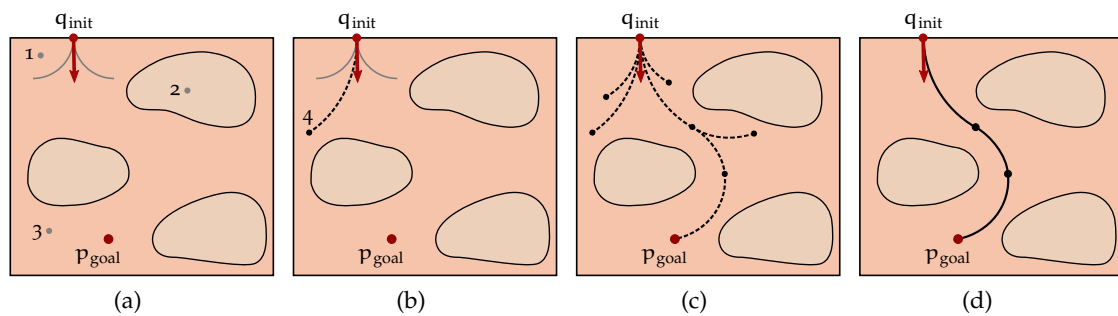 q_init
1
2
3
p_goal
(a)
q_init
4
p_goal
(b)
q_init
p_goal
(c)
q_init
p_goal
(d)